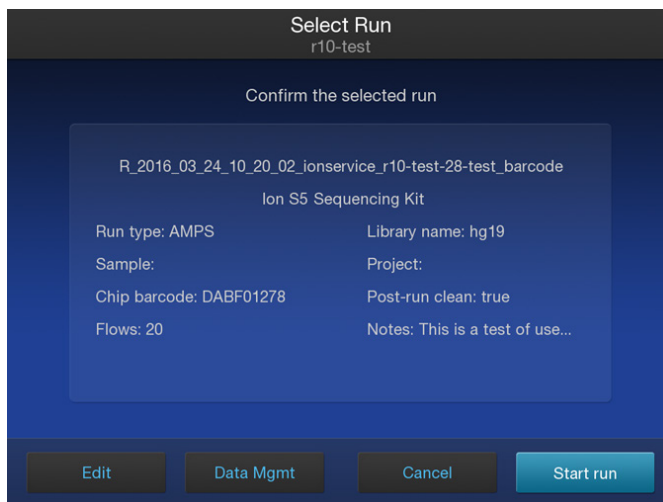 Select Run
r10-test
Confirm the selected run
R_2016_03_24_10_20_02_ionservice_r10-test-28-test_barcode
Ion S5 Sequencing Kit
Run type: AMPS
Library name: hg19
Sample:
Project:
Chip barcode: DABF01278
Post-run clean: true
Flows: 20
Notes: This is a test of use...
Edit
Data Mgmt
Cancel
Start run